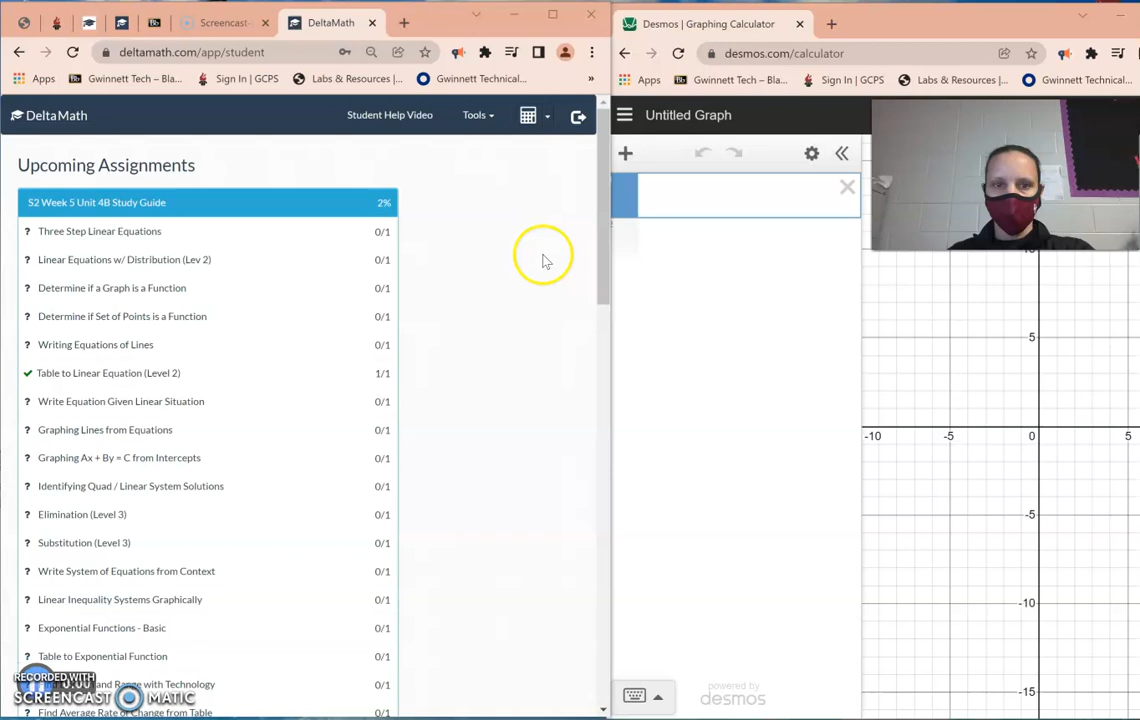 Screencast-
DeltaMath
deltamath.com/app/student
Apps
Bb Gwinnett Tech – Bla...
Sign In | GCPS
Labs & Resources |...
Gwinnett Technical...
»
DeltaMath
Student Help Video
Tools
Upcoming Assignments
S2 Week 5 Unit 4B Study Guide 2%
? Three Step Linear Equations 0/1
? Linear Equations w/ Distribution (Lev 2) 0/1
? Determine if a Graph is a Function 0/1
? Determine if Set of Points is a Function 0/1
? Writing Equations of Lines 0/1
Table to Linear Equation (Level 2) 1/1
? Write Equation Given Linear Situation 0/1
? Graphing Lines from Equations 0/1
? Graphing Ax + By = C from Intercepts 0/1
? Identifying Quad / Linear System Solutions 0/1
? Elimination (Level 3) 0/1
? Substitution (Level 3) 0/1
? Write System of Equations from Context 0/1
? Linear Inequality Systems Graphically 0/1
? Exponential Functions - Basic 0/1
? Table to Exponential Function 0/1
and Range with Technology 0/1
Find Average Rate of Change from Table 0/1
RECORDED WITH
SCREENCAST MATIC
Desmos | Graphing Calculator
desmos.com/calculator
Apps
Bb Gwinnett Tech – Bla...
Sign In | GCPS
Labs & Resources |...
Gwinnett Technical
Untitled Graph
powered by
desmos
10
5
-10
-5
0
5
-5
-10
-15